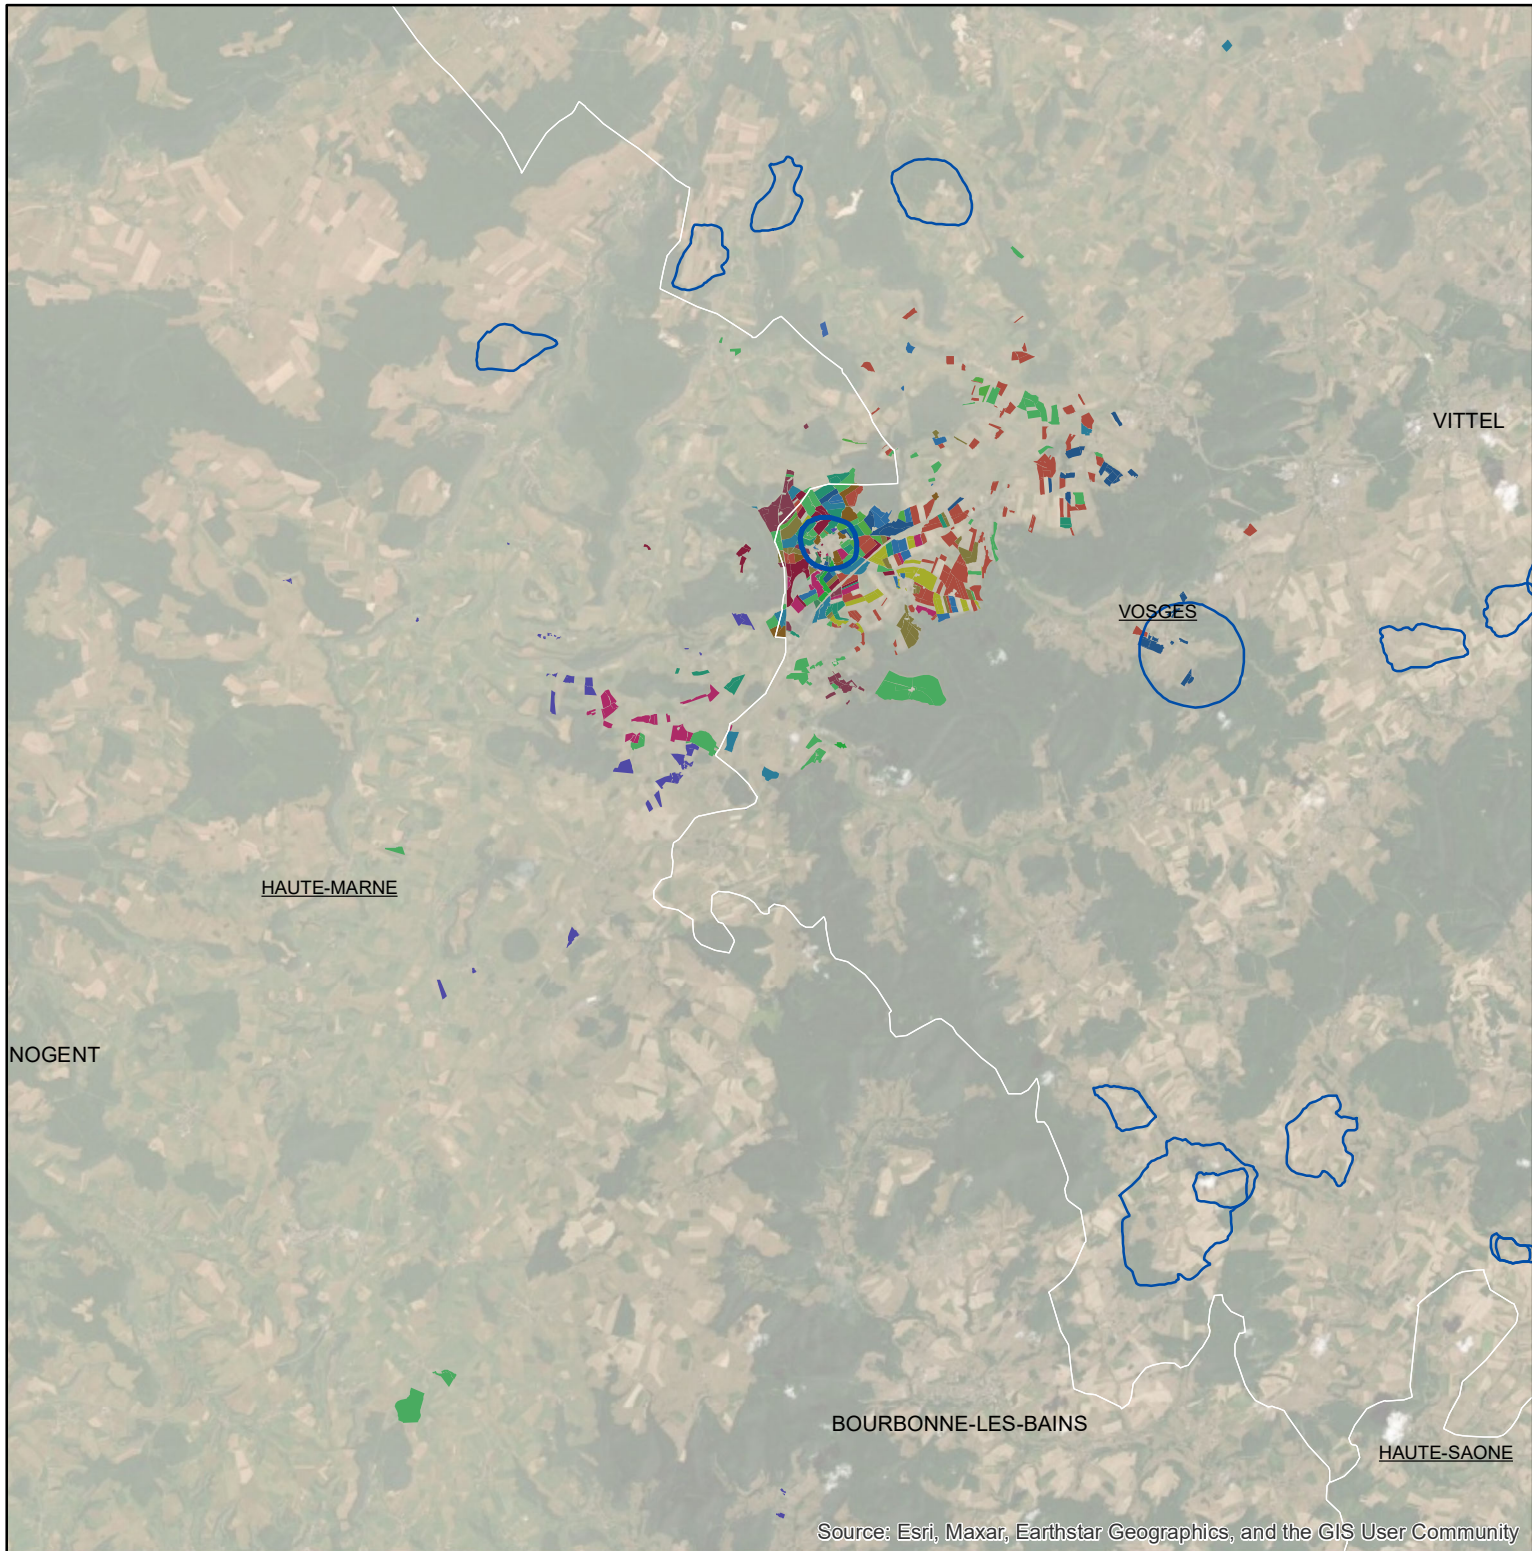 VITTEL
VOSGES
HAUTE-MARNE
NOGENT
BOURBONNE-LES-BAINS
HAUTE-SAONE
Source: Esri, Maxar, Earthstar Geographics, and the GIS User Community